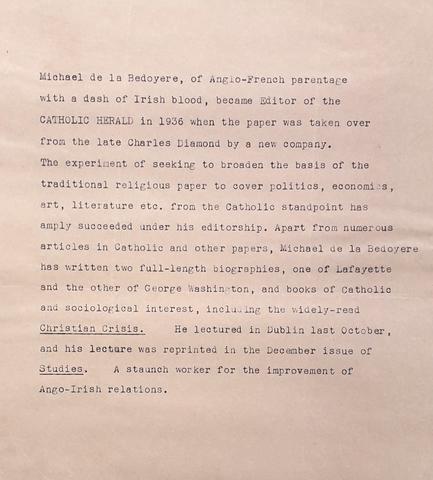 Michael de la Bedoyere, of Anglo-French parentage
with a dash of Irish blood, became Editor of the
CATHOLIC HERALD in 1936 when the paper was taken over
from the late Charles Diamond by a new company.
The experiment of seeking to broaden the basis of the
traditional religious paper to cover politics, economics,
art, literature etc. from the Catholic standpoint has
amply succeeded under his editorship. Apart from numerous
articles in Catholic and other papers, Michael de la Bedoyere
has written two full-length biographies, one of Lafayette
and the other of George Washington, and books of Catholic
and sociological interest, including the widely-read
Christian Crisis. He lectured in Dublin last October,
and his lecture was reprinted in the December issue of
Studies. A staunch worker for the improvement of
Ango-Irish relations.